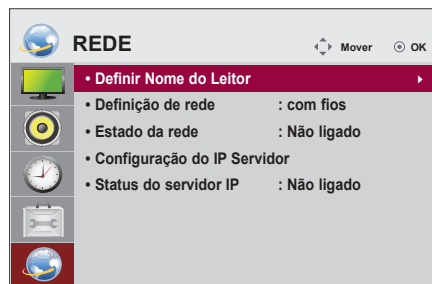 REDE Mover OK
• Definir Nome do Leitor
• Definição de rede : com fios
• Estado da rede : Não ligado
• Configuração do IP Servidor
• Status do servidor IP : Não ligado